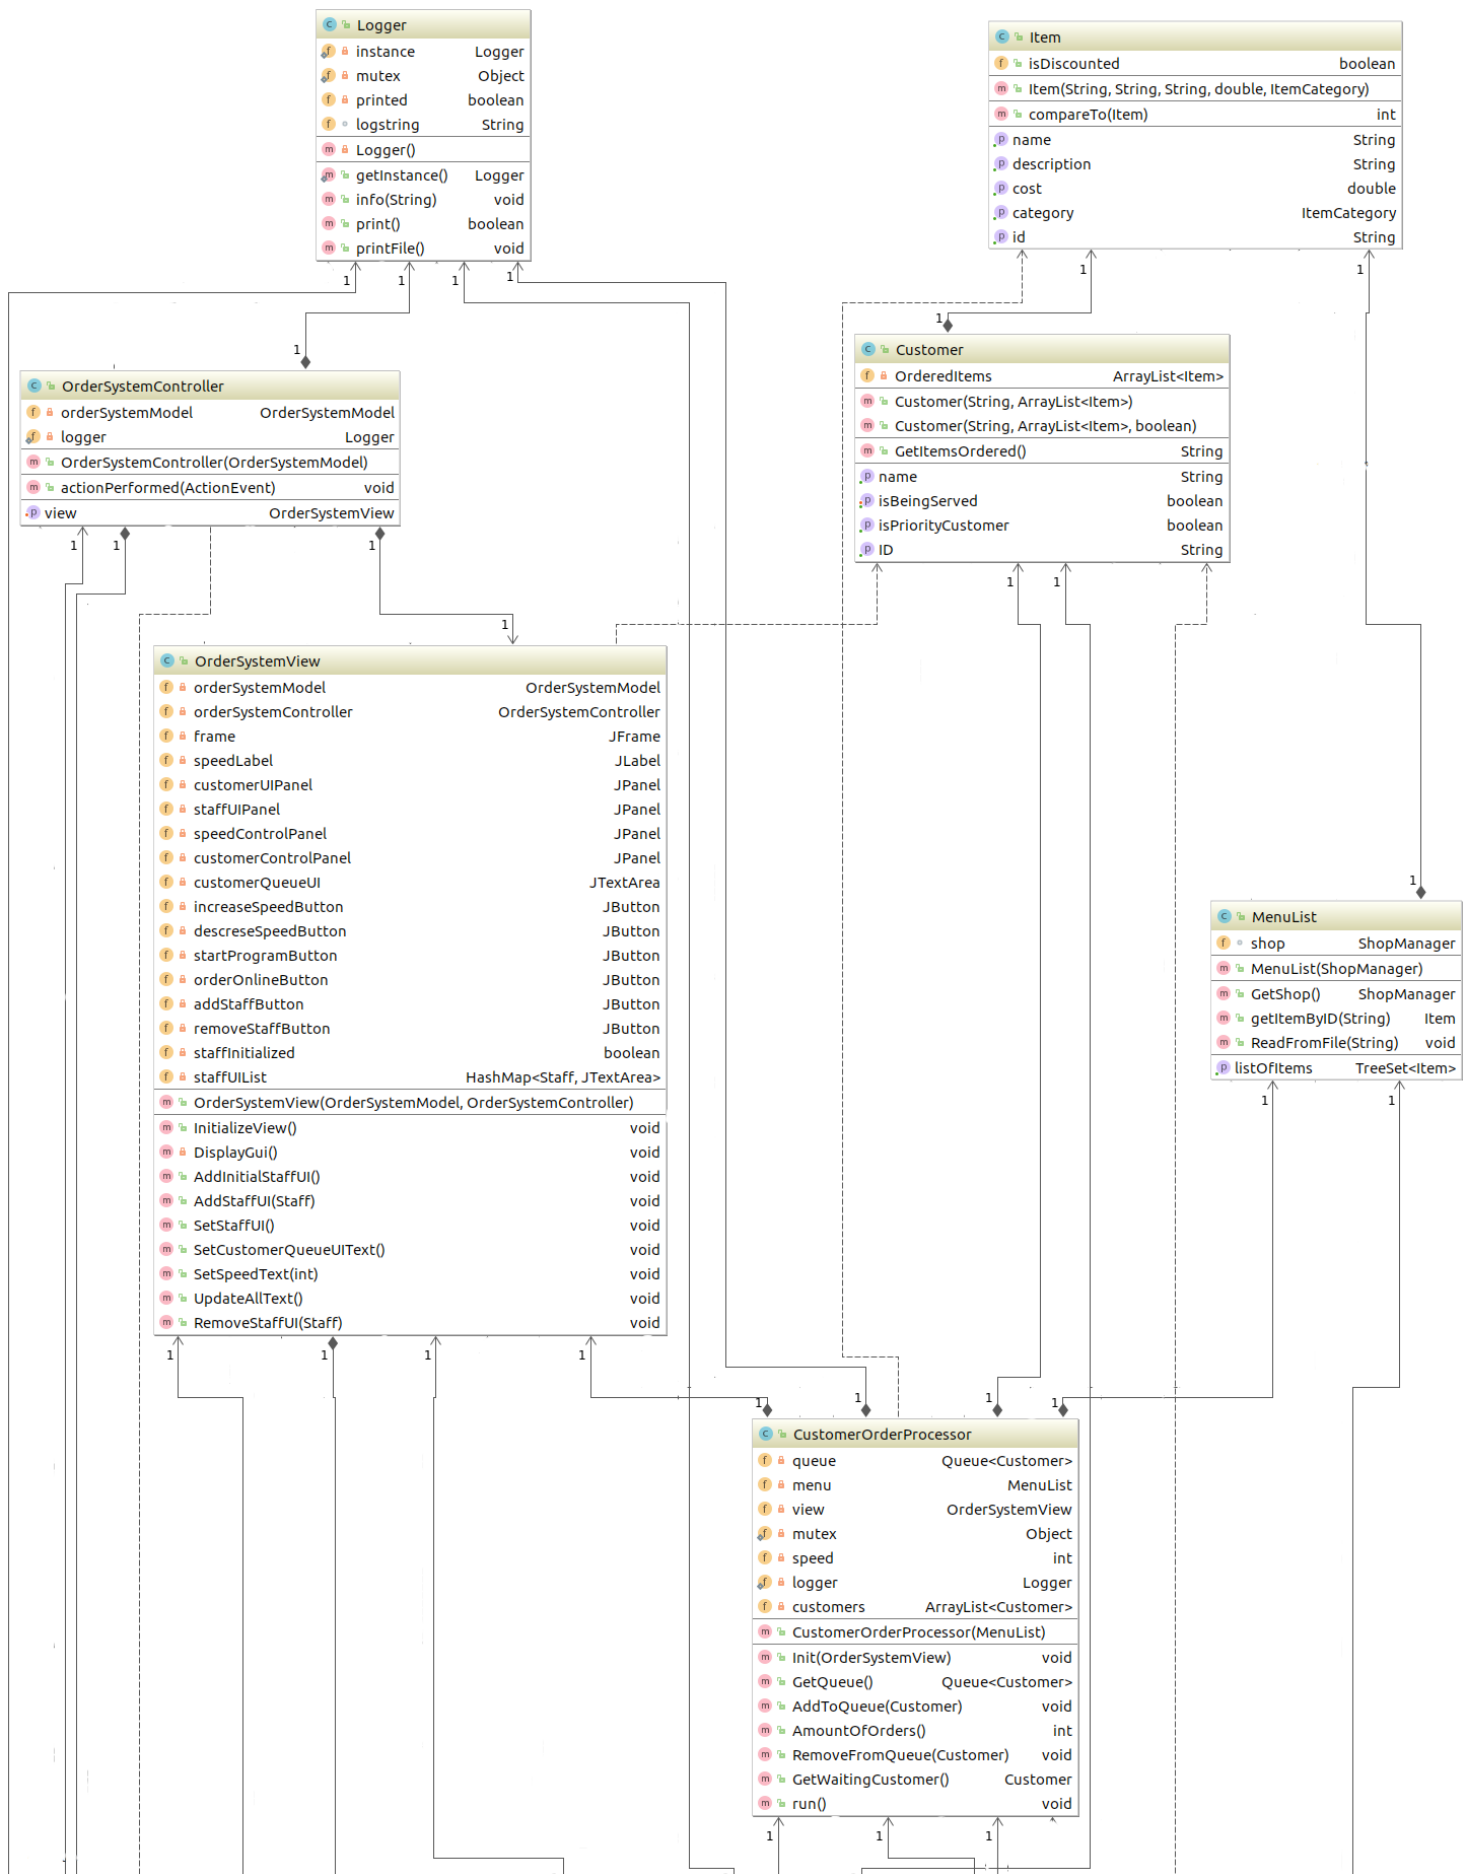 Logger
instance Logger
mutex Object
printed boolean
logstring String
Logger()
getInstance() Logger
info(String) void
print() boolean
printFile() void
1 1 1 1
Item
isDiscounted boolean
Item(String, String, String, double, ItemCategory)
compareTo(Item) int
name String
description String
cost double
category ItemCategory
id String
1 1
1
OrderSystemController
orderSystemModel OrderSystemModel
logger Logger
OrderSystemController(OrderSystemModel)
actionPerformed(ActionEvent) void
view OrderSystemView
1 1 1
1
Customer
OrderedItems ArrayList<Item>
Customer(String, ArrayList<Item>)
Customer(String, ArrayList<Item>, boolean)
GetItemsOrdered() String
name String
isBeingServed boolean
isPriorityCustomer boolean
ID String
1 1
1
OrderSystemView
orderSystemModel OrderSystemModel
orderSystemController OrderSystemController
frame JFrame
speedLabel JLabel
customerUIPanel JPanel
staffUIPanel JPanel
speedControlPanel JPanel
customerControlPanel JPanel
customerQueueUI JTextArea
increaseSpeedButton JButton
descreseSpeedButton JButton
startProgramButton JButton
orderOnlineButton JButton
addStaffButton JButton
removeStaffButton JButton
staffInitialized boolean
staffUIList HashMap<Staff, JTextArea>
OrderSystemView(OrderSystemModel, OrderSystemController)
InitializeView() void
DisplayGui() void
AddInitialStaffUI() void
AddStaffUI(Staff) void
SetStaffUI() void
SetCustomerQueueUIText() void
SetSpeedText(int) void
UpdateAllText() void
RemoveStaffUI(Staff) void
1 1 1 1
1
MenuList
shop ShopManager
MenuList(ShopManager)
GetShop() ShopManager
getItemByID(String) Item
ReadFromFile(String) void
listOfItems TreeSet<Item>
1 1
1 1 1 1
CustomerOrderProcessor
queue Queue<Customer>
menu MenuList
view OrderSystemView
mutex Object
speed int
logger Logger
customers ArrayList<Customer>
CustomerOrderProcessor(MenuList)
Init(OrderSystemView) void
GetQueue() Queue<Customer>
AddToQueue(Customer) void
AmountOfOrders() int
RemoveFromQueue(Customer) void
GetWaitingCustomer() Customer
run() void
1 1 1